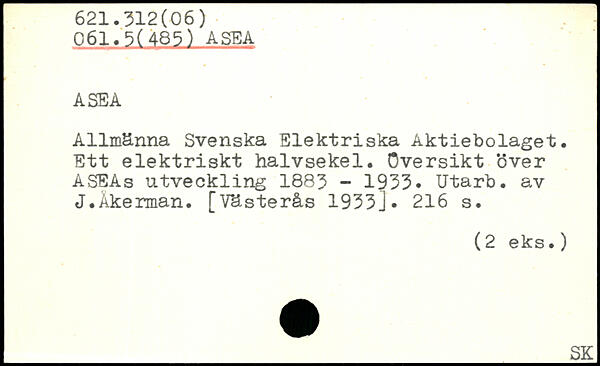 621.312(06)
061.5(485) ASEA
ASEA
Allmänna Svenska Elektriska Aktiebolaget.
Ett elektriskt halvsekel. Översikt över
ASEAs utveckling 1883 - 1933. Utarb. av
J.Åkerman. [Västerås 1933]. 216 s.
(2 eks.)
SK